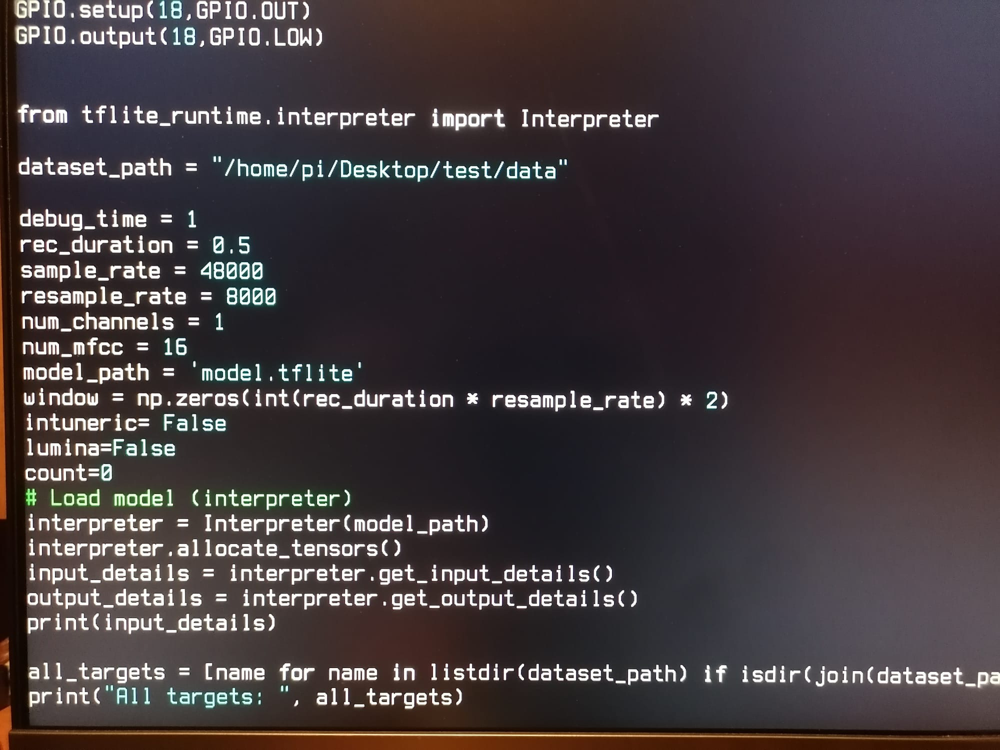 GPIO.setup(18,GPIO.OUT)
GPIO.output(18,GPIO.LOW)
from tflite_runtime.interpreter import Interpreter
dataset_path = "/home/pi/Desktop/test/data"
debug_time = 1
rec_duration = 0.5
sample_rate = 48000
resample_rate = 8000
num_channels = 1
num_mfcc = 16
model_path = 'model.tflite'
window = np.zeros(int(rec_duration * resample_rate) * 2)
intuneric= False
lumina=False
count=0
# Load model (interpreter)
interpreter = Interpreter(model_path)
interpreter.allocate_tensors()
input_details = interpreter.get_input_details()
output_details = interpreter.get_output_details()
print(input_details)
all_targets = [name for name in listdir(dataset_path) if isdir(join(dataset_pa
print("All targets: ", all_targets)